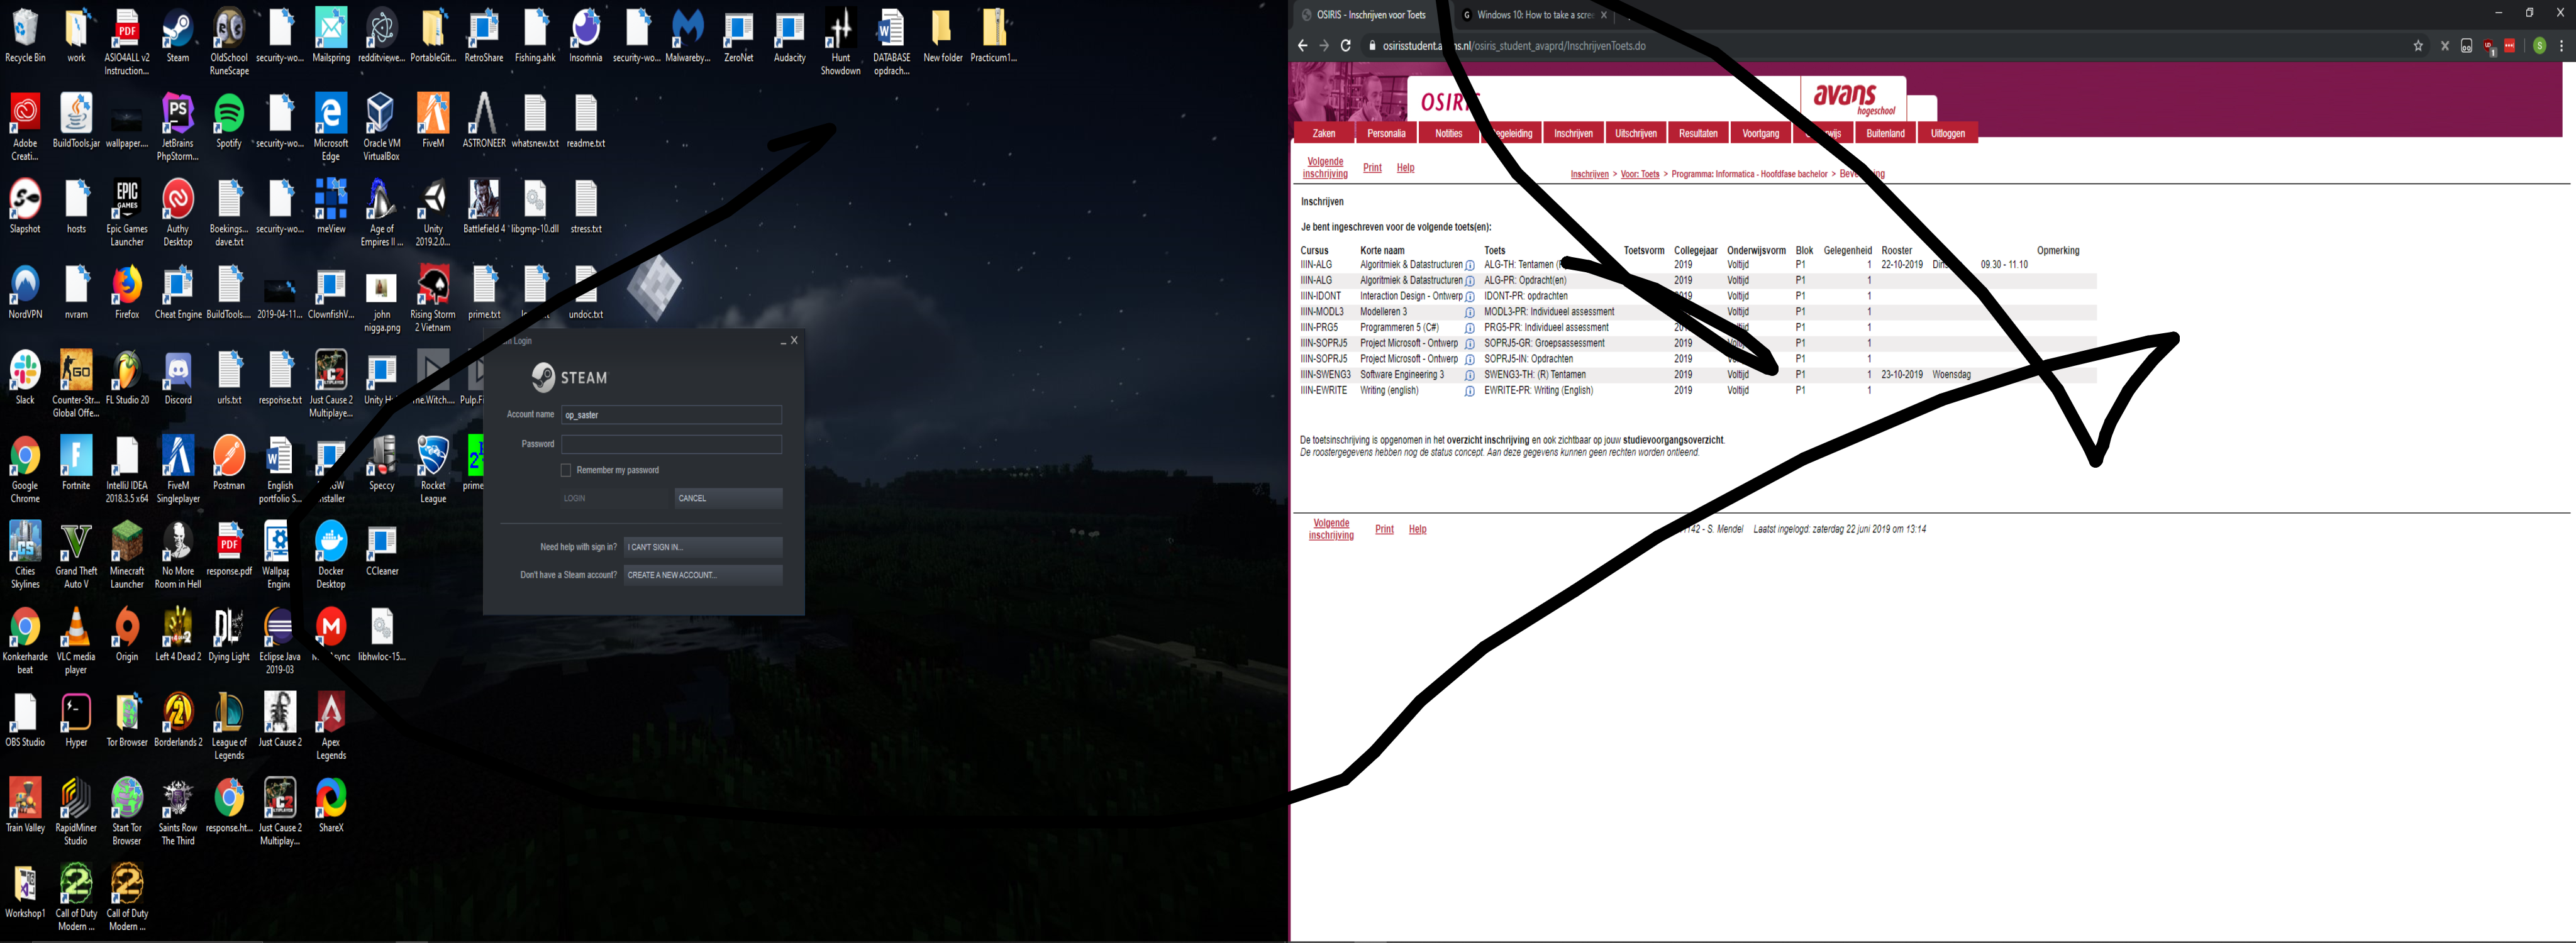 Recycle Bin
work
ASIO4ALL v2 Instruction...
Steam
OldSchool RuneScape
security-wo...
Mailspring
redditviewe...
PortableGit...
RetroShare
Fishing.ahk
Insomnia
security-wo...
Malwareby...
ZeroNet
Audacity
Hunt Showdown
DATABASE opdrach...
New folder
Practicum1...
Adobe Creati...
BuildTools.jar
wallpaper....
JetBrains PhpStorm...
Spotify
security-wo...
Microsoft Edge
Oracle VM VirtualBox
FiveM
ASTRONEER
whatsnew.txt
readme.txt
Slapshot
hosts
Epic Games Launcher
Authy Desktop
Boekings... dave.txt
security-wo...
meView
Age of Empires II ...
Unity 2019.2.0...
Battlefield 4
libgmp-10.dll
stress.txt
NordVPN
nvram
Firefox
Cheat Engine
BuildTools....
2019-04-11...
ClownfishV...
john nigga.png
Rising Storm 2 Vietnam
prime.txt
undoc.txt
Slack
Counter-Str... Global Offe...
FL Studio 20
Discord
urls.txt
response.txt
Just Cause 2 Multiplaye...
Unity
Google Chrome
Fortnite
IntelliJ IDEA 2018.3.5 x64
FiveM Singleplayer
Postman
English portfolio S...
Speccy
Rocket League
prime
Cities Skylines
Grand Theft Auto V
Minecraft Launcher
No More Room in Hell
response.pdf
Docker Desktop
CCleaner
Konkerharde beat
VLC media player
Origin
Left 4 Dead 2
Dying Light
Eclipse Java 2019-03
libhwloc-15...
OBS Studio
Hyper
Tor Browser
Borderlands 2
League of Legends
Just Cause 2
Apex Legends
Train Valley
RapidMiner Studio
Start Tor Browser
Saints Row The Third
response.ht...
Just Cause 2 Multiplay...
ShareX
Workshop1
Call of Duty Modern ...
Call of Duty Modern ...
Login
STEAM
Account name op_saster
Password
Remember my password
LOGIN CANCEL
Need help with sign in? I CAN'T SIGN IN...
Don't have a Steam account? CREATE A NEW ACCOUNT...
OSIRIS - Inschrijven voor Toets
Windows 10: How to take a scre
osirisstudent.avans.nl/osiris_student_avaprd/InschrijvenToets.do
OSIRIS
avans hogeschool
Zaken Personalia Notities Inschrijven Uitschrijven Resultaten Voortgang Buitenland Uitloggen
Volgende inschrijving Print Help
Inschrijven > Voor: Toets > Programma: Informatica - Hoofdfase bachelor >
Inschrijven
Je bent ingeschreven voor de volgende toets(en):
Cursus Korte naam Toets Toetsvorm Collegejaar Onderwijsvorm Blok Gelegenheid Rooster Opmerking
IIIN-ALG Algoritmiek & Datastructuren ALG-TH: Tentamen 2019 Voltijd P1 1 22-10-2019 09.30 - 11.10
IIIN-ALG Algoritmiek & Datastructuren ALG-PR: Opdracht(en) 2019 Voltijd P1 1
IIIN-IDONT Interaction Design - Ontwerp IDONT-PR: opdrachten 2019 Voltijd P1 1
IIIN-MODL3 Modelleren 3 MODL3-PR: Individueel assessment P1 1
IIIN-PRG5 Programmeren 5 (C#) PRG5-PR: Individueel assessment P1 1
IIIN-SOPRJ5 Project Microsoft - Ontwerp SOPRJ5-GR: Groepsassessment 2019 P1 1
IIIN-SOPRJ5 Project Microsoft - Ontwerp SOPRJ5-IN: Opdrachten 2019 P1 1
IIIN-SWENG3 Software Engineering 3 SWENG3-TH: (R) Tentamen 2019 Voltijd P1 1 23-10-2019 Woensdag
IIIN-EWRITE Writing (english) EWRITE-PR: Writing (English) 2019 Voltijd P1 1
De toetsinschrijving is opgenomen in het overzicht inschrijving en ook zichtbaar op jouw studievoorgangsoverzicht.
De roostergegevens hebben nog de status concept. Aan deze gegevens kunnen geen rechten worden ontleend.
Volgende inschrijving Print Help
142 - S. Mendel Laatst ingelogd: zaterdag 22 juni 2019 om 13:14